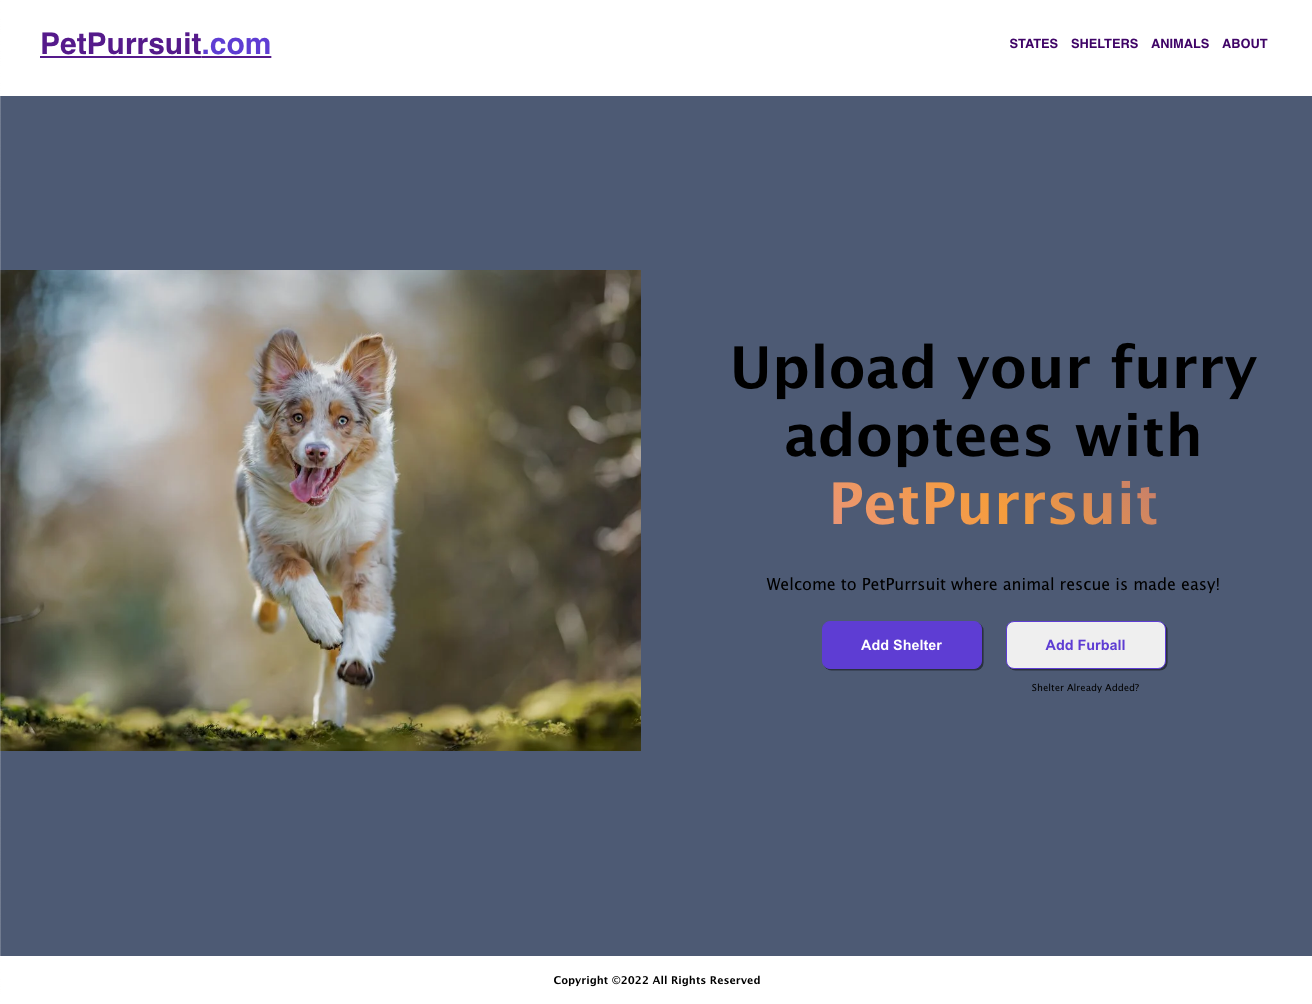 PetPurrsuit.com
STATES SHELTERS ANIMALS ABOUT
Upload your furry
adoptees with
PetPurrsuit
Welcome to PetPurrsuit where animal rescue is made easy!
Add Shelter Add Furball
Shelter Already Added?
Copyright ©2022 All Rights Reserved